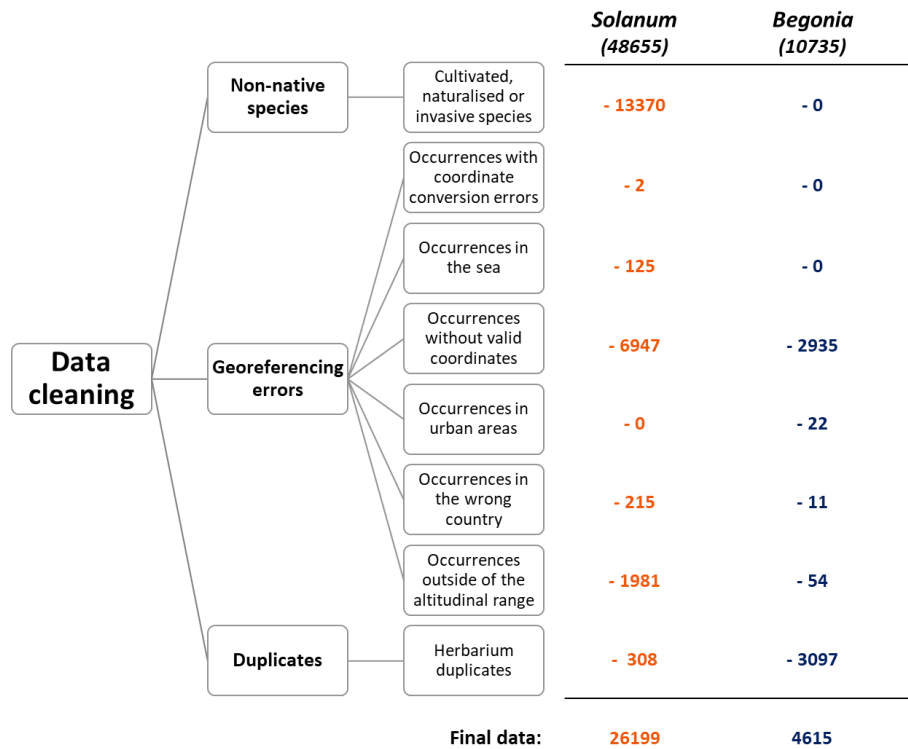 Solanum
(48655)
Begonia
(10735)
Non-native
species
Cultivated,
naturalised or
invasive species
- 13370
- 0
Occurrences with
coordinate
conversion errors
- 2
- 0
Occurrences in
the sea
- 125
- 0
Data
cleaning
Georeferencing
errors
Occurrences
without valid
coordinates
- 6947
- 2935
Occurrences in
urban areas
- 0
- 22
Occurrences in
the wrong
country
- 215
- 11
Occurrences
outside of the
altitudinal range
- 1981
- 54
Duplicates
Herbarium
duplicates
- 308
- 3097
Final data:
26199
4615